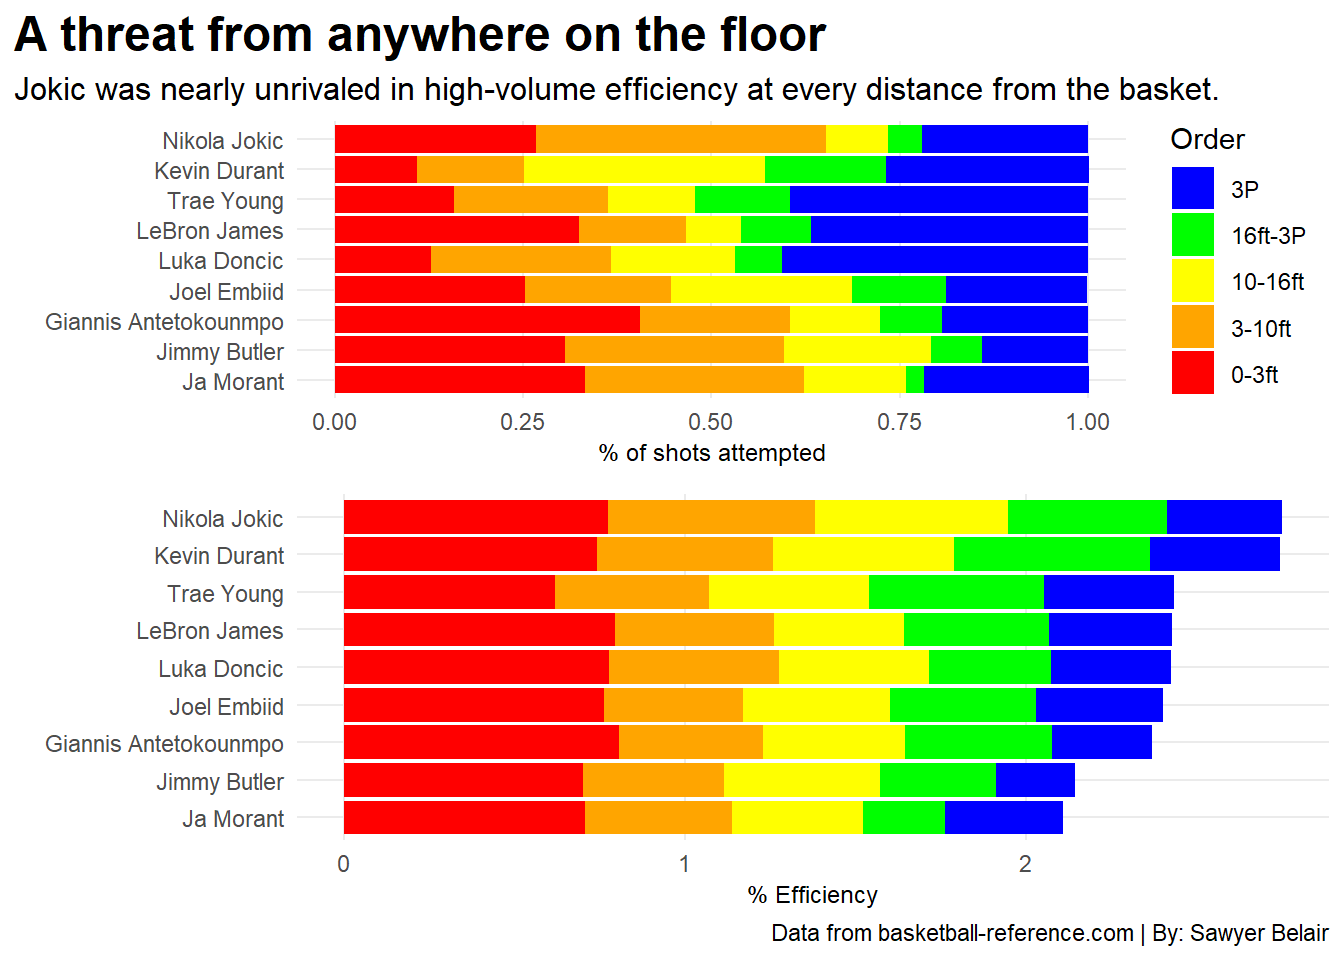 A threat from anywhere on the floor
Jokic was nearly unrivaled in high-volume efficiency at every distance from the basket.
Nikola Jokic
Kevin Durant
Trae Young
LeBron James
Luka Doncic
Joel Embiid
Giannis Antetokounmpo
Jimmy Butler
Ja Morant
0.00 0.25 0.50 0.75 1.00
% of shots attempted
Order
3P
16ft-3P
10-16ft
3-10ft
0-3ft
Nikola Jokic
Kevin Durant
Trae Young
LeBron James
Luka Doncic
Joel Embiid
Giannis Antetokounmpo
Jimmy Butler
Ja Morant
0 1 2
% Efficiency
Data from basketball-reference.com | By: Sawyer Belair